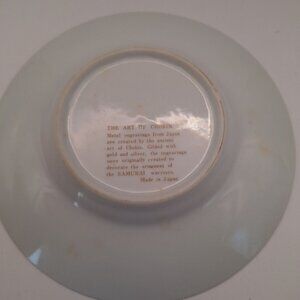 THE ART OF CHOKIN
Metal engravings from Japan
are created by the ancient
art of Chokin. Gilded with
gold and silver, the engravings
were originally created to
decorate the armament of
the SAMURAI warriors.
Made in Japan